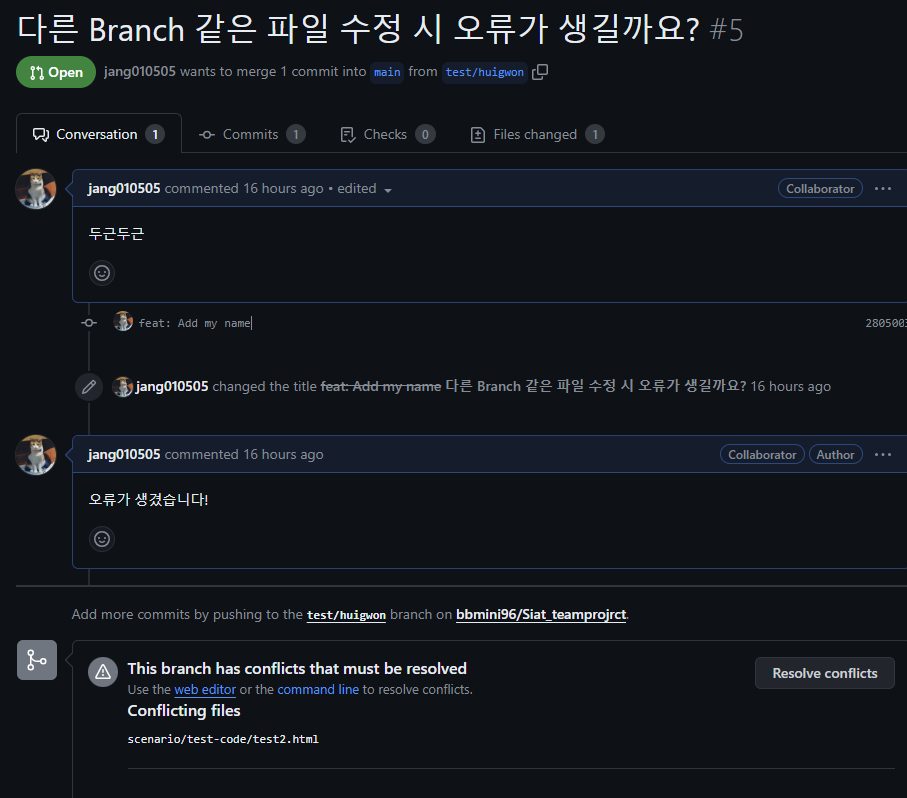 다른 Branch 같은 파일 수정 시 오류가 생길까요? #5
Open jang010505 wants to merge 1 commit into main from test/huigwon
Conversation 1 Commits 1 Checks 0 Files changed 1
jang010505 commented 16 hours ago • edited Collaborator
두근두근
feat: Add my name
jang010505 changed the title feat: Add my name 다른 Branch 같은 파일 수정 시 오류가 생길까요? 16 hours ago
jang010505 commented 16 hours ago Collaborator Author
오류가 생겼습니다!
Add more commits by pushing to the test/huigwon branch on bbmini96/Siat_teamprojrct.
This branch has conflicts that must be resolved
Resolve conflicts
Use the web editor or the command line to resolve conflicts.
Conflicting files
scenario/test-code/test2.html